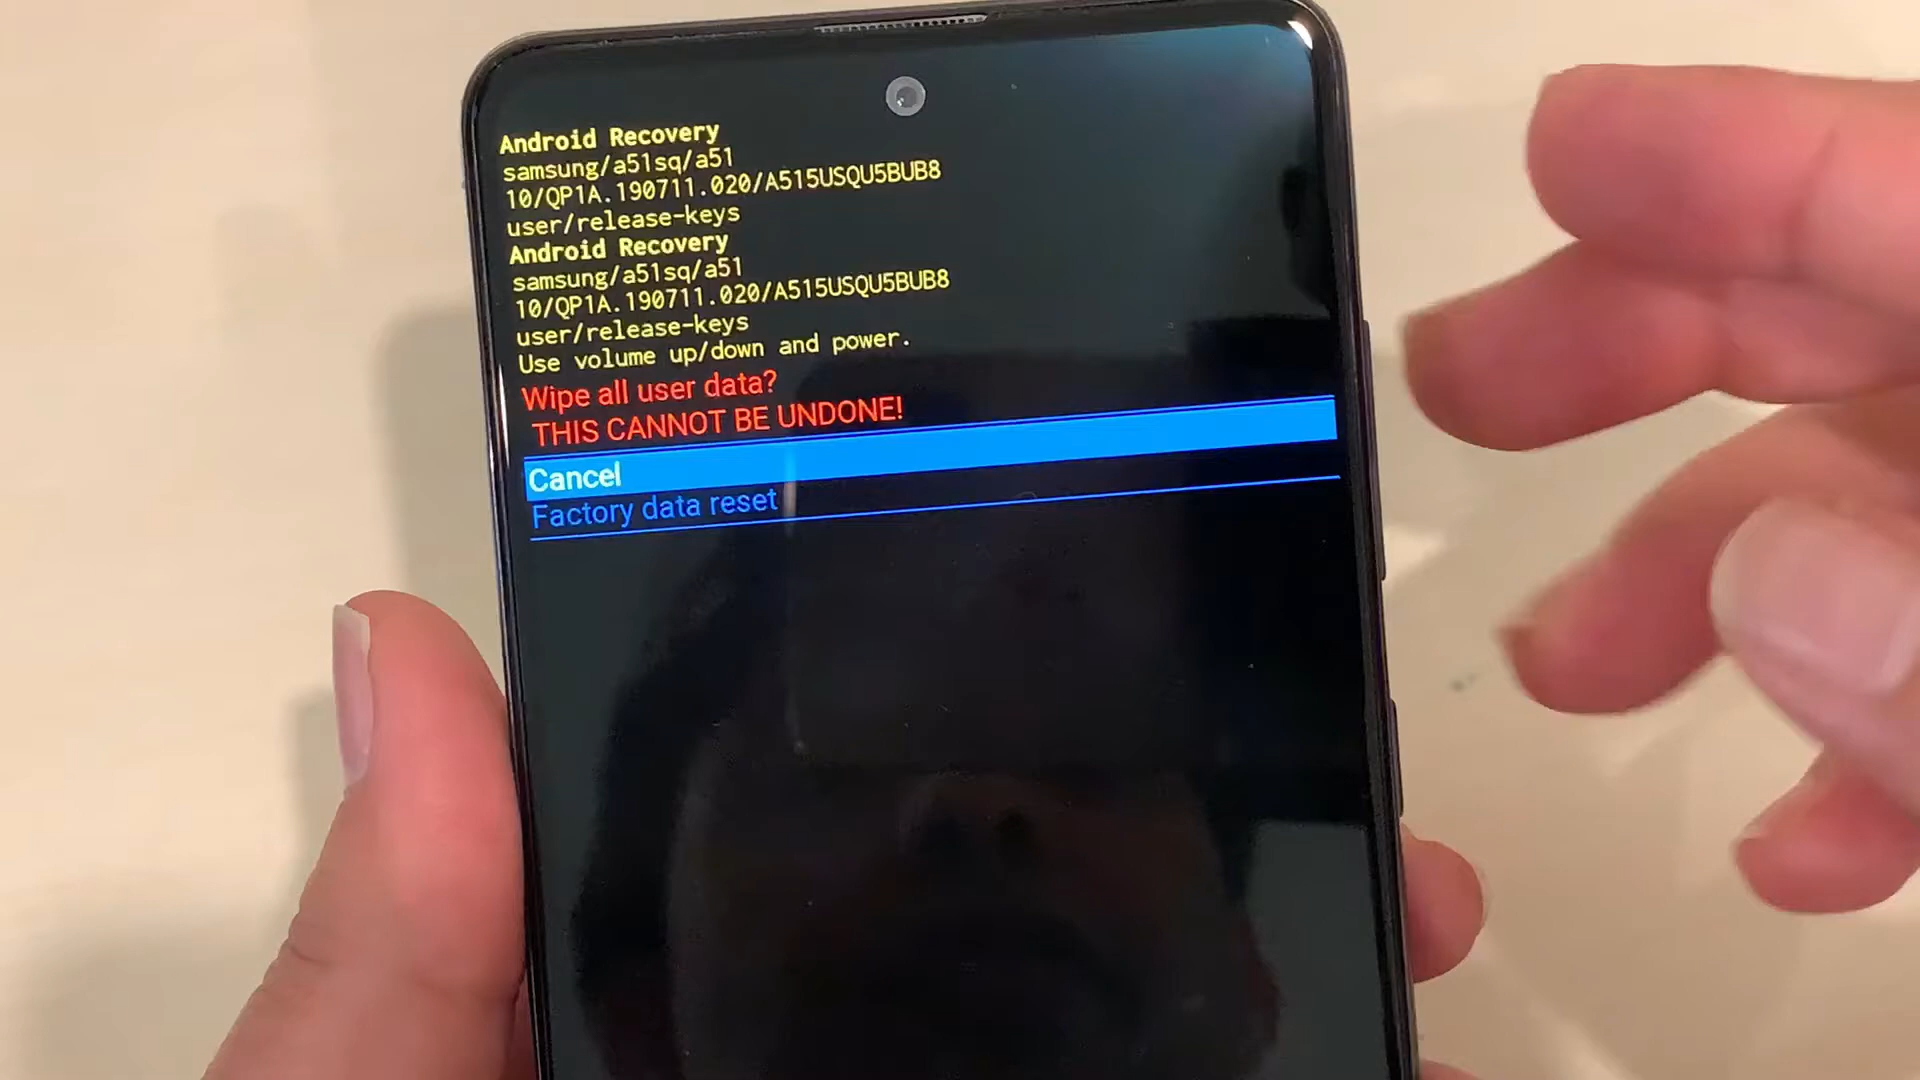 Android Recovery
samsung/a51sq/a51
10/QP1A.190711.020/A515USQU5BUB8
user/release-keys
Android Recovery
samsung/a51sq/a51
10/QP1A.190711.020/A515USQU5BUB8
user/release-keys
Use volume up/down and power.
Wipe all user data?
THIS CANNOT BE UNDONE!
Cancel
Factory data reset